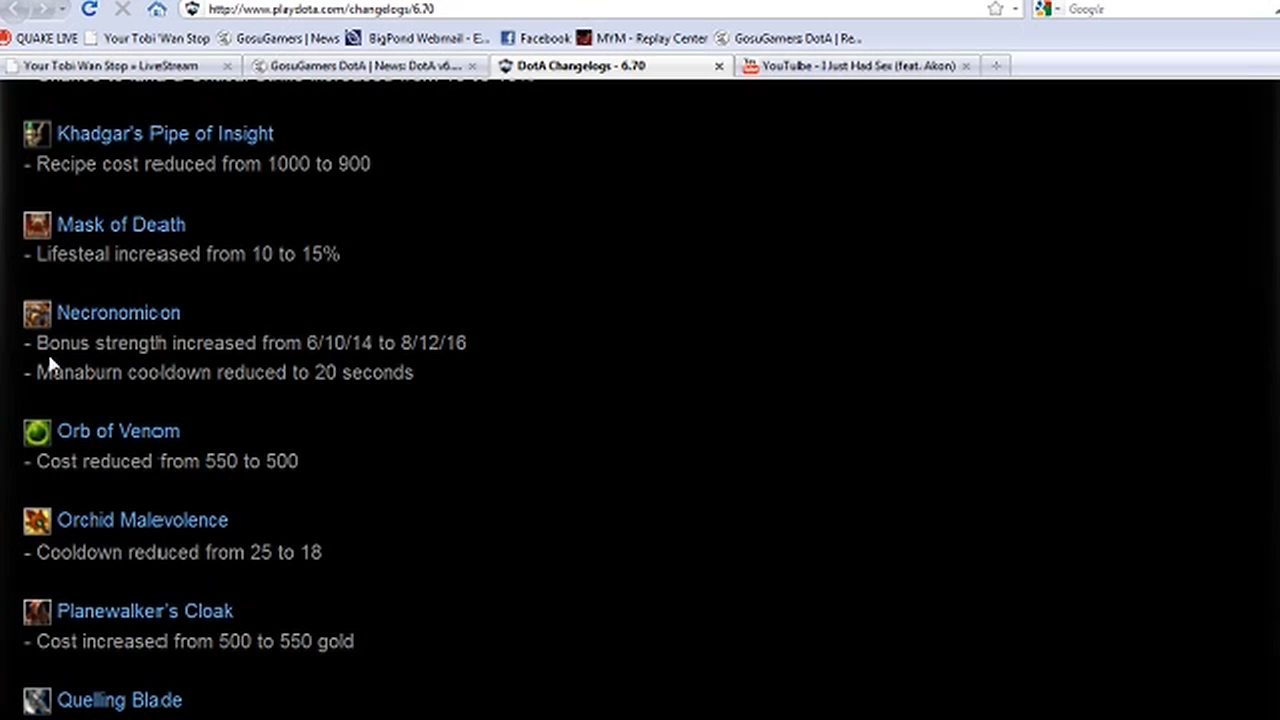 http://www.playdota.com/changelogs/6.70
Google
QUAKE LIVE Your Tobi Wan Stop GosuGamers | News BigPond Webmail - E... Facebook MYM - Replay Center GosuGamers DotA | Re...
Your Tobi Wan Stop » LiveStream GosuGamers DotA | News: DotA v6.... DotA Changelogs - 6.70 YouTube - I Just Had Sex (feat. Akon)
Khadgar's Pipe of Insight
- Recipe cost reduced from 1000 to 900
Mask of Death
- Lifesteal increased from 10 to 15%
Necronomicon
- Bonus strength increased from 6/10/14 to 8/12/16
- Manaburn cooldown reduced to 20 seconds
Orb of Venom
- Cost reduced from 550 to 500
Orchid Malevolence
- Cooldown reduced from 25 to 18
Planewalker's Cloak
- Cost increased from 500 to 550 gold
Quelling Blade